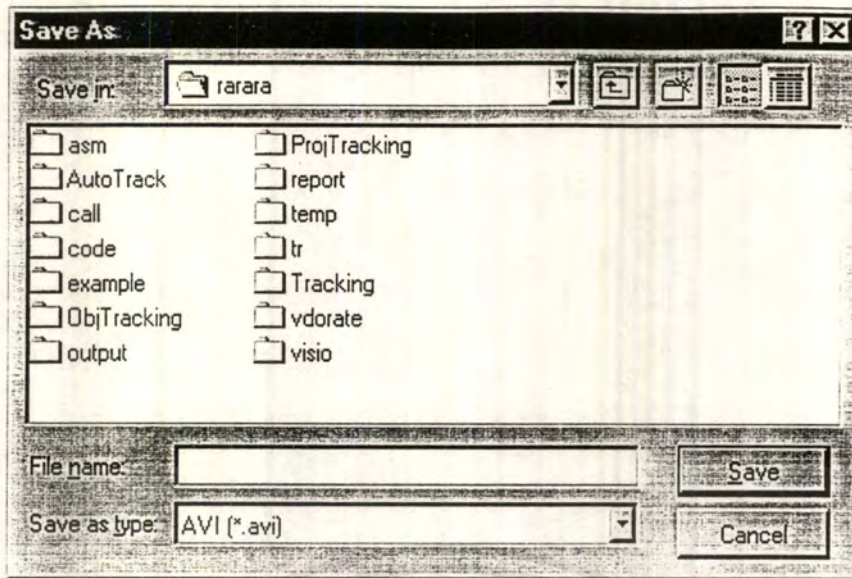 Save As
Save in: rarara
asm
AutoTrack
call
code
example
ObjTracking
output
ProjTracking
report
temp
tr
Tracking
vdorate
visio
File name:
Save
Save as type: AVI (*.avi)
Cancel